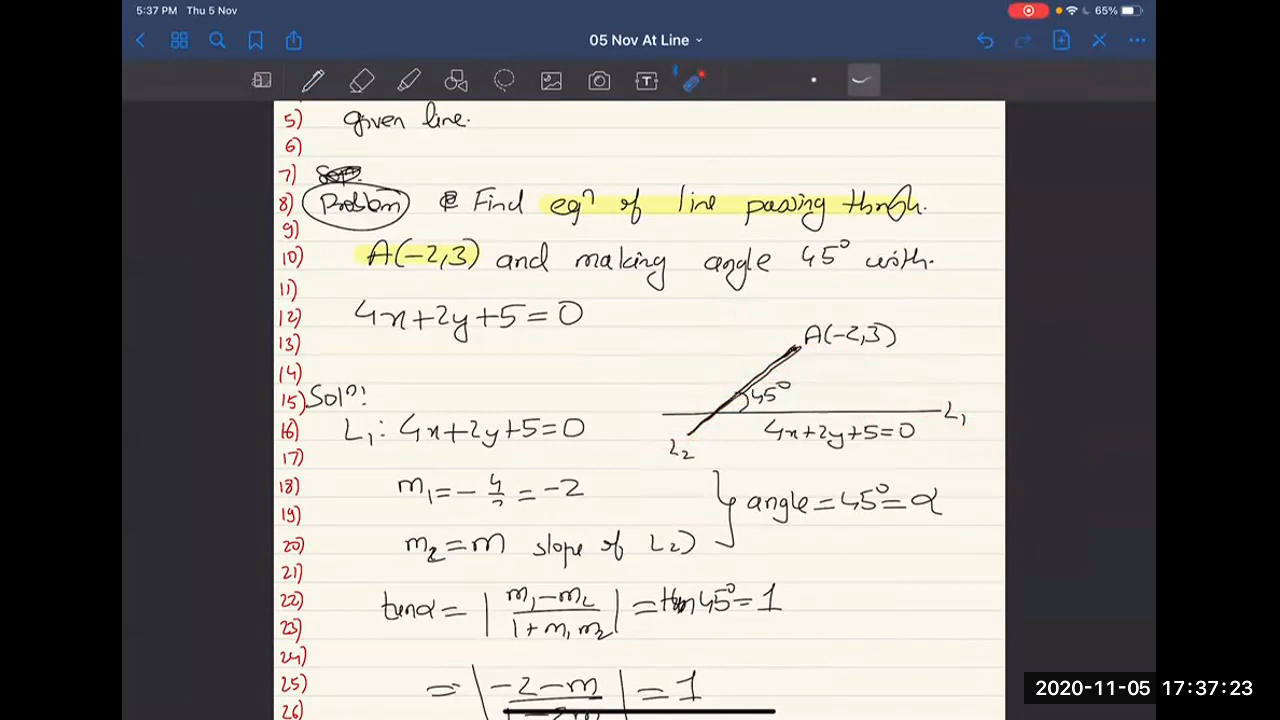 5:37 PM Thu 5 Nov
65%
05 Nov At Line
5) given line.
6)
7)
8) Problem Find eqn of line passing throgh.
9)
10) A(-2,3) and making angle 45° with.
11)
12) 4x+2y+5=0
13) A(-2,3)
14)
15) Soln: 45°
16) L₁: 4x+2y+5=0 4x+2y+5=0 L₁
17) L₂
18) m₁ = - 4/2 = -2 angle = 45° = α
19)
20) m₂ = m slope of L₂)
21)
22) tanα = | m₁-m₂ / 1+m₁m₂ | = tan45° = 1
23)
24)
25) = | -2-m / 1-2m | = 1
26)
2020-11-05 17:37:23